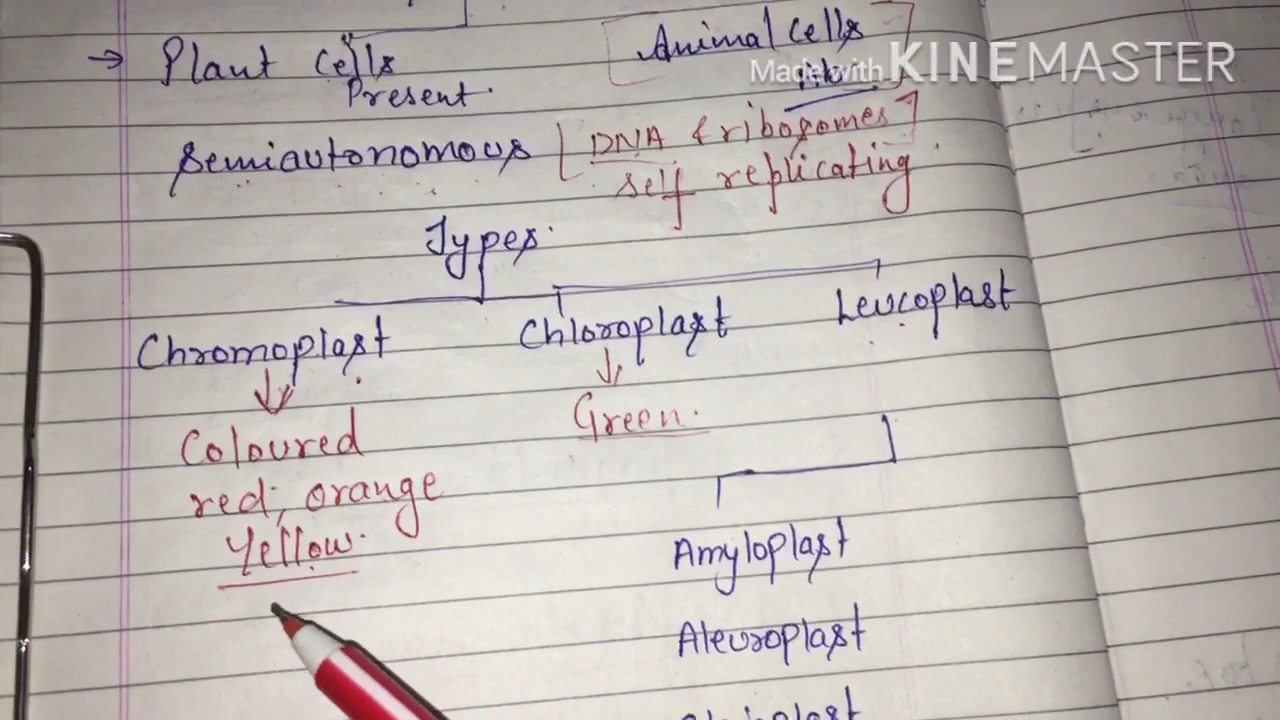 Animal Cells
→ Plant Cells
Made with KINEMASTER
Present.
Semiautonomous [DNA & ribosomes]
self replicating
Types
Chromoplast Chloroplast Leucoplast
Coloured Green.
red, orange
Yellow.
Amyloplast
Aleuroplast